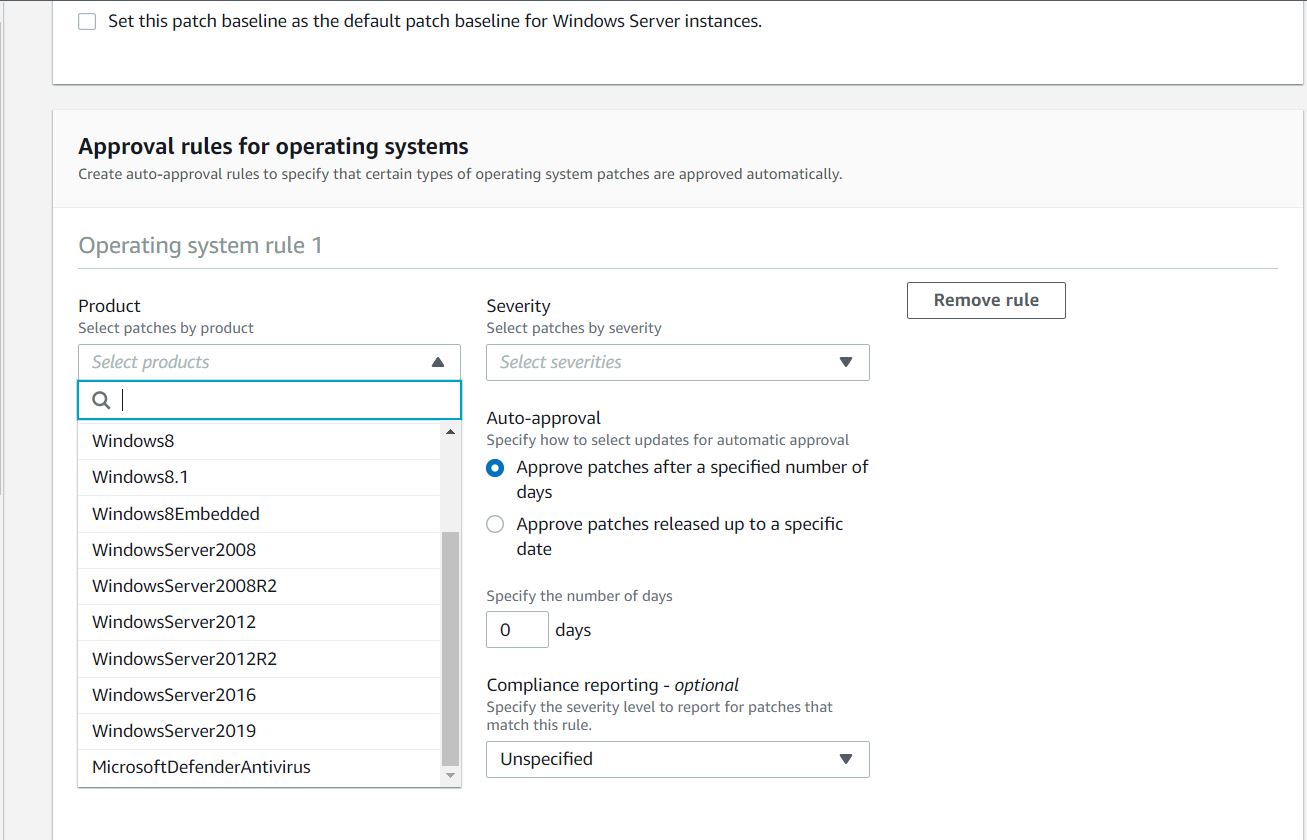 Set this patch baseline as the default patch baseline for Windows Server instances.
Approval rules for operating systems
Create auto-approval rules to specify that certain types of operating system patches are approved automatically.
Operating system rule 1
Product
Select patches by product
Select products
Windows8
Windows8.1
Windows8Embedded
WindowsServer2008
WindowsServer2008R2
WindowsServer2012
WindowsServer2012R2
WindowsServer2016
WindowsServer2019
MicrosoftDefenderAntivirus
Severity
Select patches by severity
Select severities
Auto-approval
Specify how to select updates for automatic approval
Approve patches after a specified number of
days
Approve patches released up to a specific
date
Specify the number of days
0 days
Compliance reporting - optional
Specify the severity level to report for patches that
match this rule.
Unspecified
Remove rule